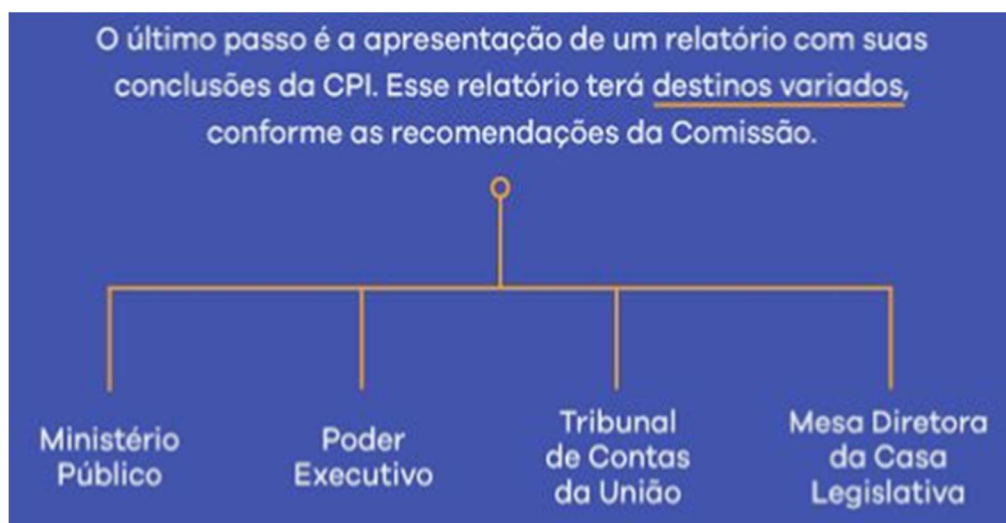 O último passo é a apresentação de um relatório com suas
conclusões da CPI. Esse relatório terá destinos variados,
conforme as recomendações da Comissão.
Ministério
Público
Poder
Executivo
Tribunal
de Contas
da União
Mesa Diretora
da Casa
Legislativa